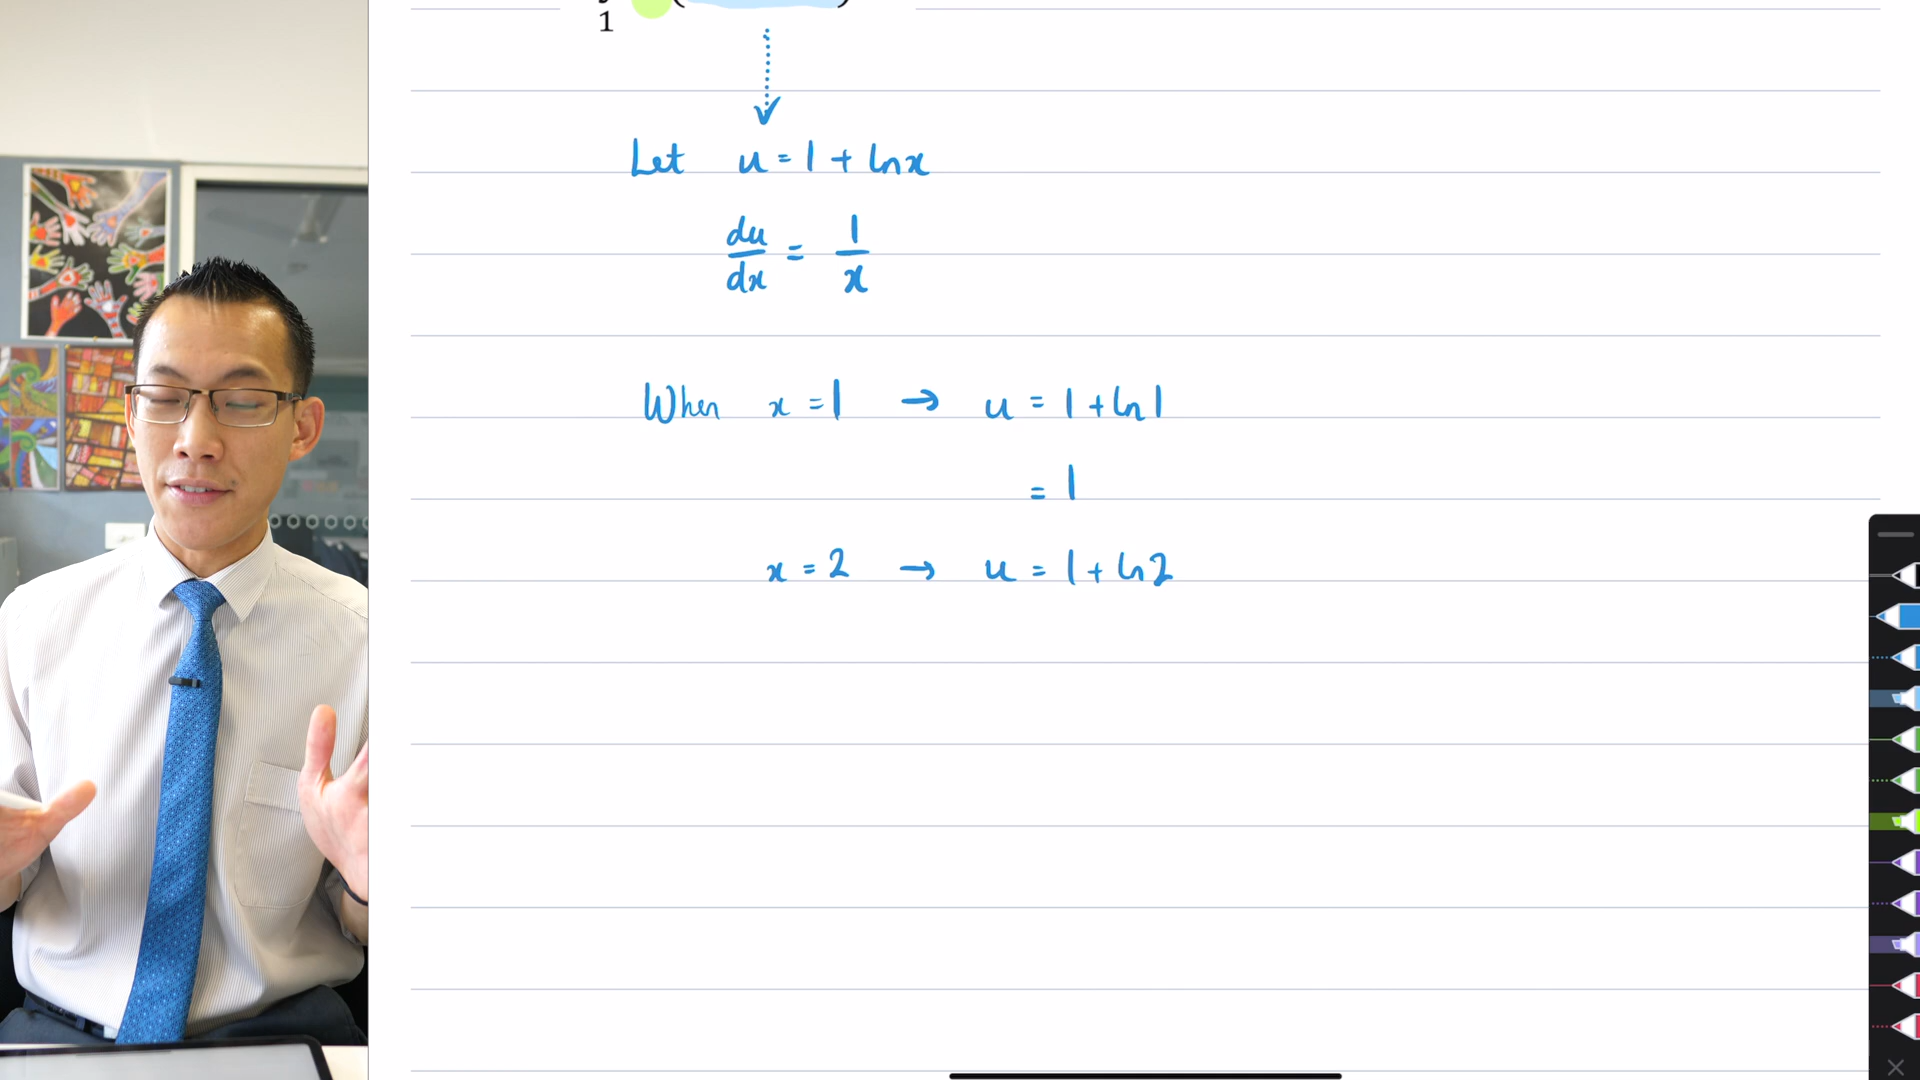 1
Let u = 1 + ln x
du/dx = 1/x
When x = 1 → u = 1 + ln 1
= 1
x = 2 → u = 1 + ln 2